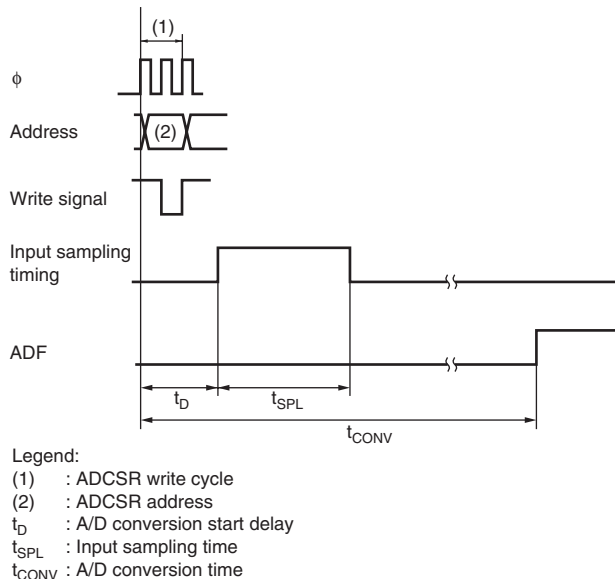 (1)
ϕ
Address
(2)
Write signal
Input sampling
timing
ADF
tD
tSPL
tCONV
Legend:
(1) : ADCSR write cycle
(2) : ADCSR address
tD : A/D conversion start delay
tSPL : Input sampling time
tCONV : A/D conversion time